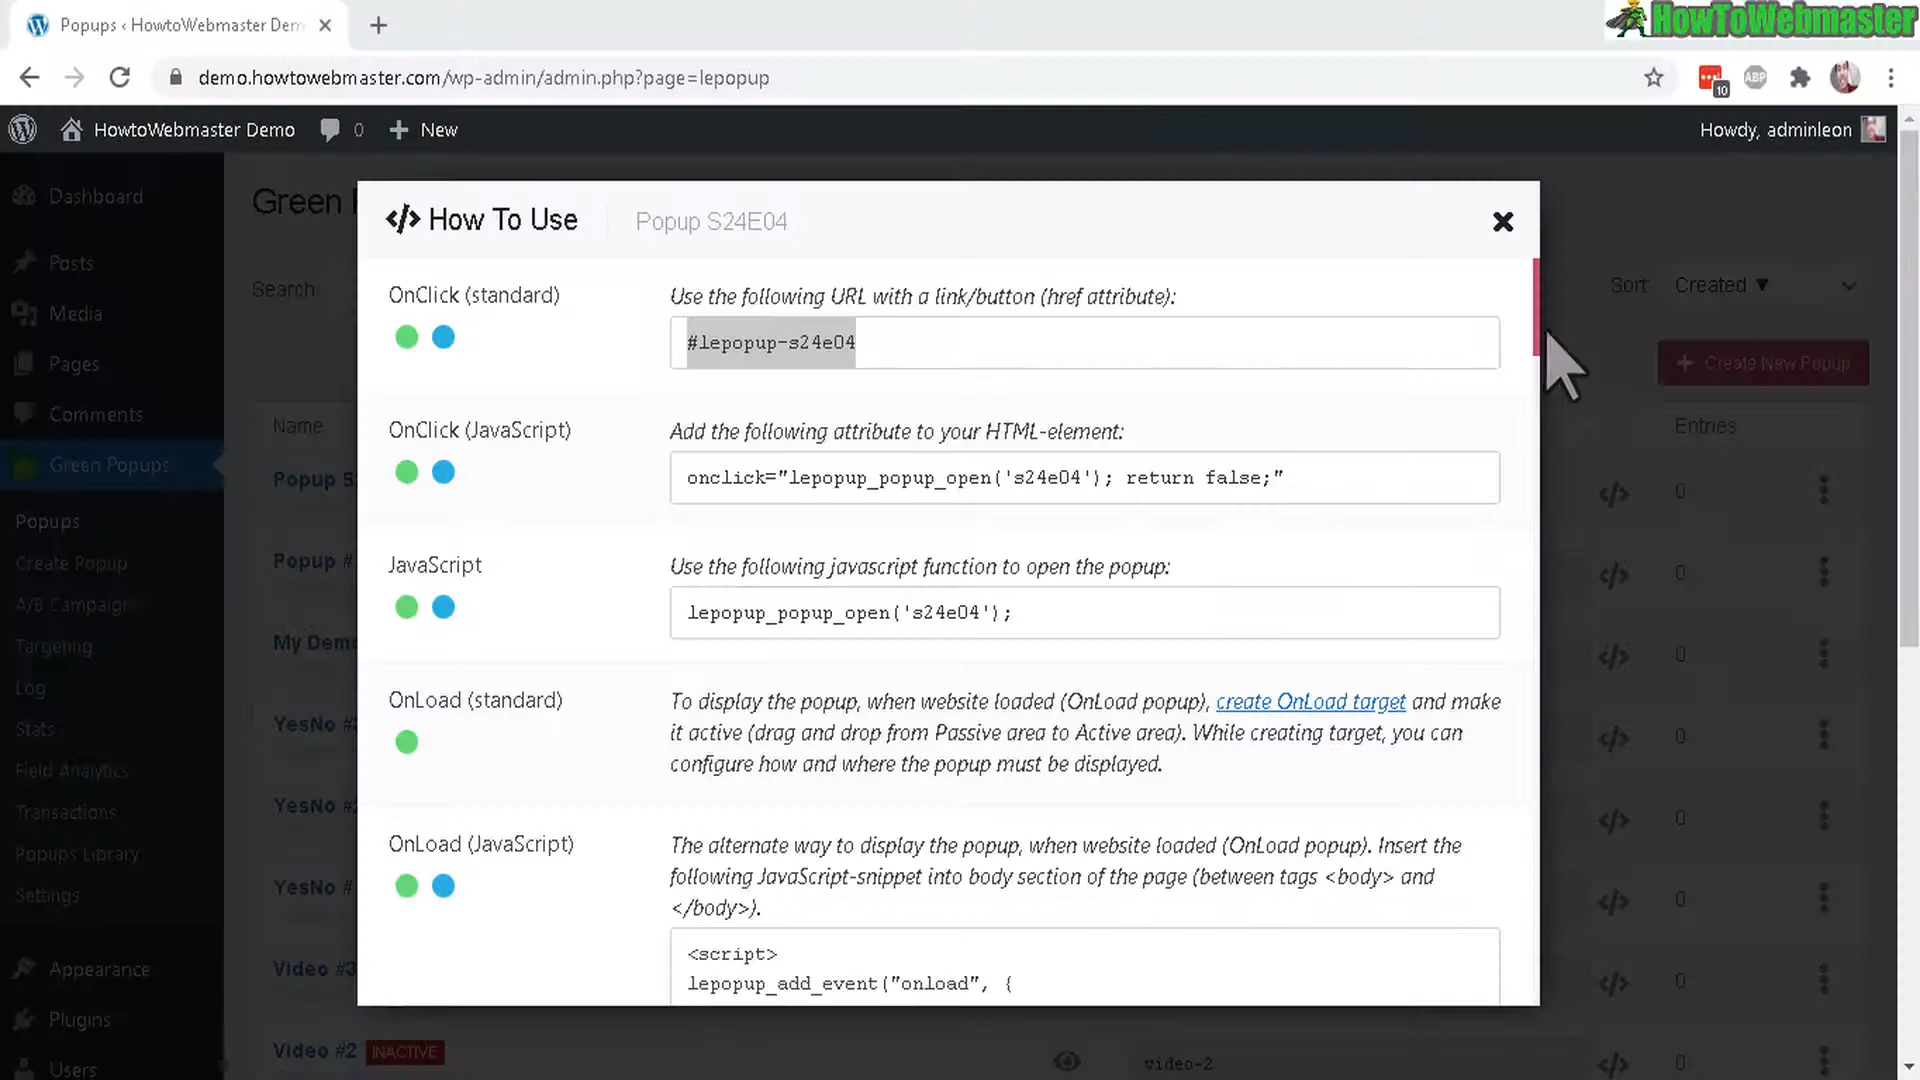 Popups ‹ HowtoWebmaster Dem
HowToWebmaster
demo.howtowebmaster.com/wp-admin/admin.php?page=lepopup
10
ABP
HowtoWebmaster Demo
0
New
Howdy, adminleon
Dashboard
Posts
Media
Pages
Comments
Green Popups
Popups
Create Popup
A/B Campaign
Targeting
Log
Stats
Field Analytics
Transactions
Popups Library
Settings
Appearance
Plugins
Users
Green
Search:
Sort:
Created ▼
+ Create New Popup
Name
Entries
Popup S
0
Popup #
0
My Demo
0
YesNo #
0
YesNo #2
0
YesNo #
0
Video #3
0
Video #2
INACTIVE
video-2
0
</> How To Use
Popup S24E04
OnClick (standard)
Use the following URL with a link/button (href attribute):
#lepopup-s24e04
OnClick (JavaScript)
Add the following attribute to your HTML-element:
onclick="lepopup_popup_open('s24e04'); return false;"
JavaScript
Use the following javascript function to open the popup:
lepopup_popup_open('s24e04');
OnLoad (standard)
To display the popup, when website loaded (OnLoad popup), create OnLoad target and make
it active (drag and drop from Passive area to Active area). While creating target, you can
configure how and where the popup must be displayed.
OnLoad (JavaScript)
The alternate way to display the popup, when website loaded (OnLoad popup). Insert the
following JavaScript-snippet into body section of the page (between tags <body> and
</body>).
<script>
lepopup_add_event("onload", {